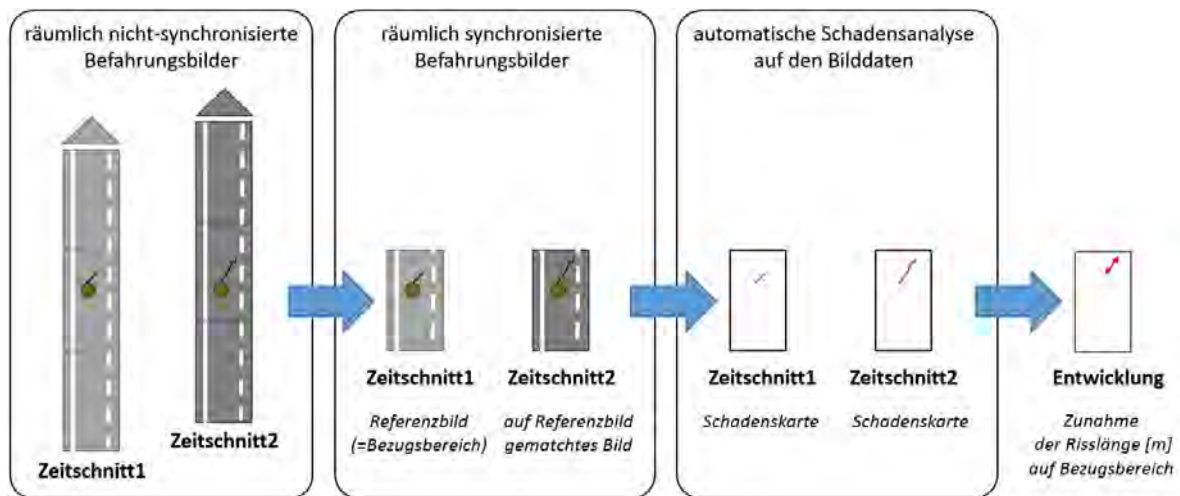 räumlich nicht-synchronisierte
Befahrungsbilder
Zeitschnitt1
Zeitschnitt2
räumlich synchronisierte
Befahrungsbilder
Zeitschnitt1
Referenzbild
(=Bezugsbereich)
Zeitschnitt2
auf Referenzbild
gematchtes Bild
automatische Schadensanalyse
auf den Bilddaten
Zeitschnitt1
Schadenskarte
Zeitschnitt2
Schadenskarte
Entwicklung
Zunahme
der Risslänge [m]
auf Bezugsbereich